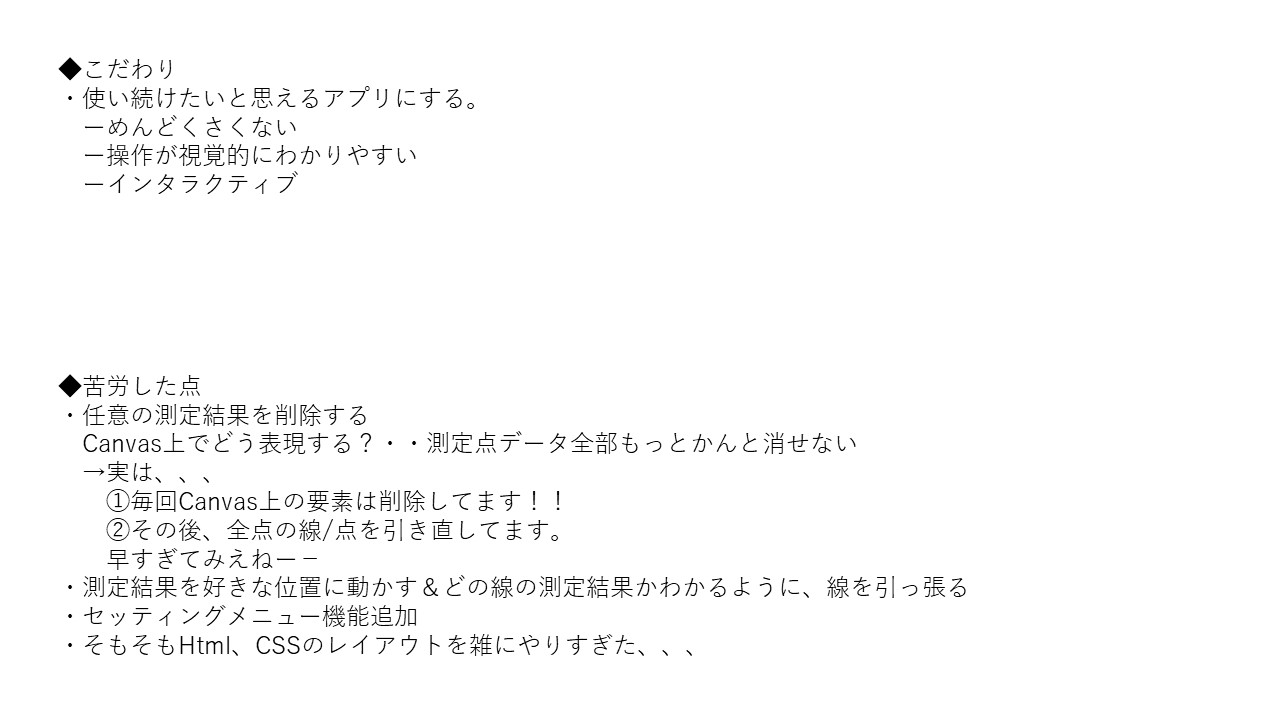 ◆こだわり
・使い続けたいと思えるアプリにする。
ーめんどくさくない
ー操作が視覚的にわかりやすい
ーインタラクティブ
◆苦労した点
・任意の測定結果を削除する
Canvas上でどう表現する？・・測定点データ全部もっとかんと消せない
→実は、、、
①毎回Canvas上の要素は削除してます！！
②その後、全点の線/点を引き直してます。
早すぎてみえねー－
・測定結果を好きな位置に動かす＆どの線の測定結果かわかるように、線を引っ張る
・セッティングメニュー機能追加
・そもそもHtml、CSSのレイアウトを雑にやりすぎた、、、